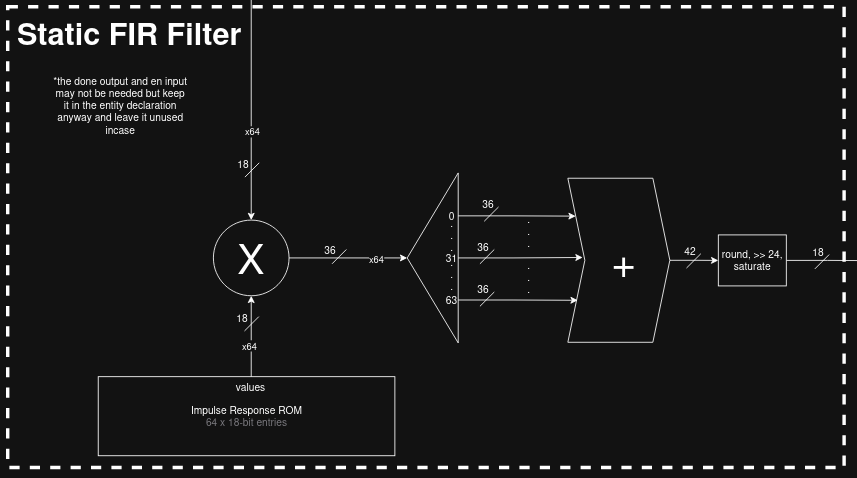 Static FIR Filter
*the done output and en input
may not be needed but keep
it in the entity declaration
anyway and leave it unused
incase
x64
18
X
36
x64
18
x64
values
Impulse Response ROM
64 x 18-bit entries
0
31
63
36
36
36
+
42
round, >> 24,
saturate
18